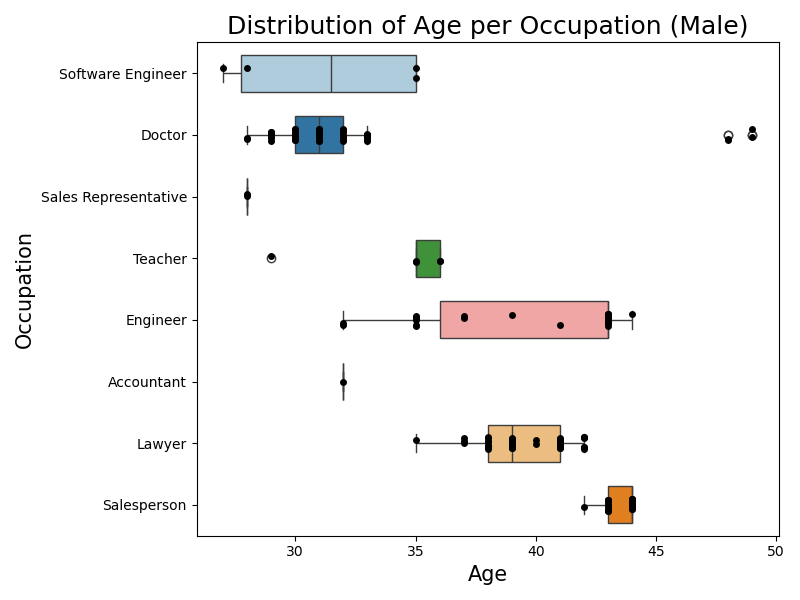 Distribution of Age per Occupation (Male)
Software Engineer
Doctor
Sales Representative
Teacher
Engineer
Accountant
Lawyer
Salesperson
Occupation
30 35 40 45 50
Age